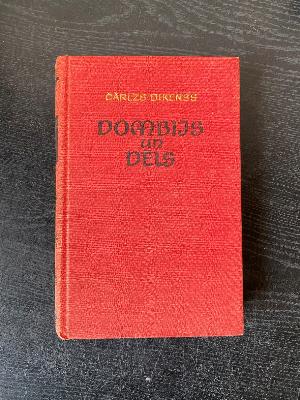 ČĀRLZS DIKENSS
DOMBIJS
un
DĒLS